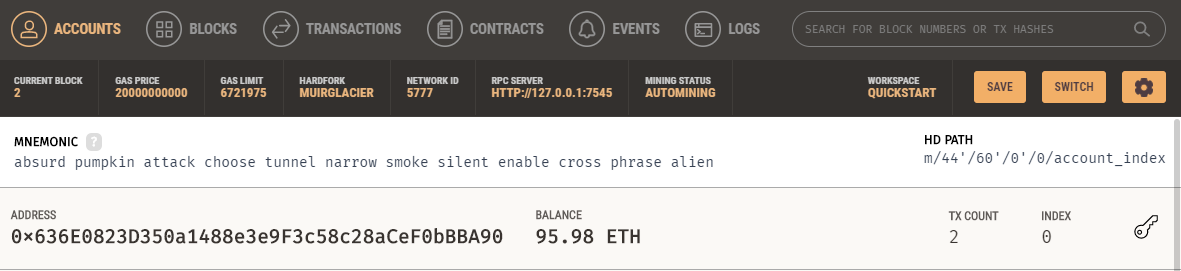 ACCOUNTS BLOCKS TRANSACTIONS CONTRACTS EVENTS LOGS SEARCH FOR BLOCK NUMBERS OR TX HASHES
CURRENT BLOCK GAS PRICE GAS LIMIT HARDFORK NETWORK ID RPC SERVER MINING STATUS WORKSPACE
2 20000000000 6721975 MUIRGLACIER 5777 HTTP://127.0.0.1:7545 AUTOMINING QUICKSTART SAVE SWITCH
MNEMONIC ? HD PATH
absurd pumpkin attack choose tunnel narrow smoke silent enable cross phrase alien m/44'/60'/0'/0/account_index
ADDRESS BALANCE TX COUNT INDEX
0×636E0823D350a1488e3e9F3c58c28aCeF0bBBA90 95.98 ETH 2 0